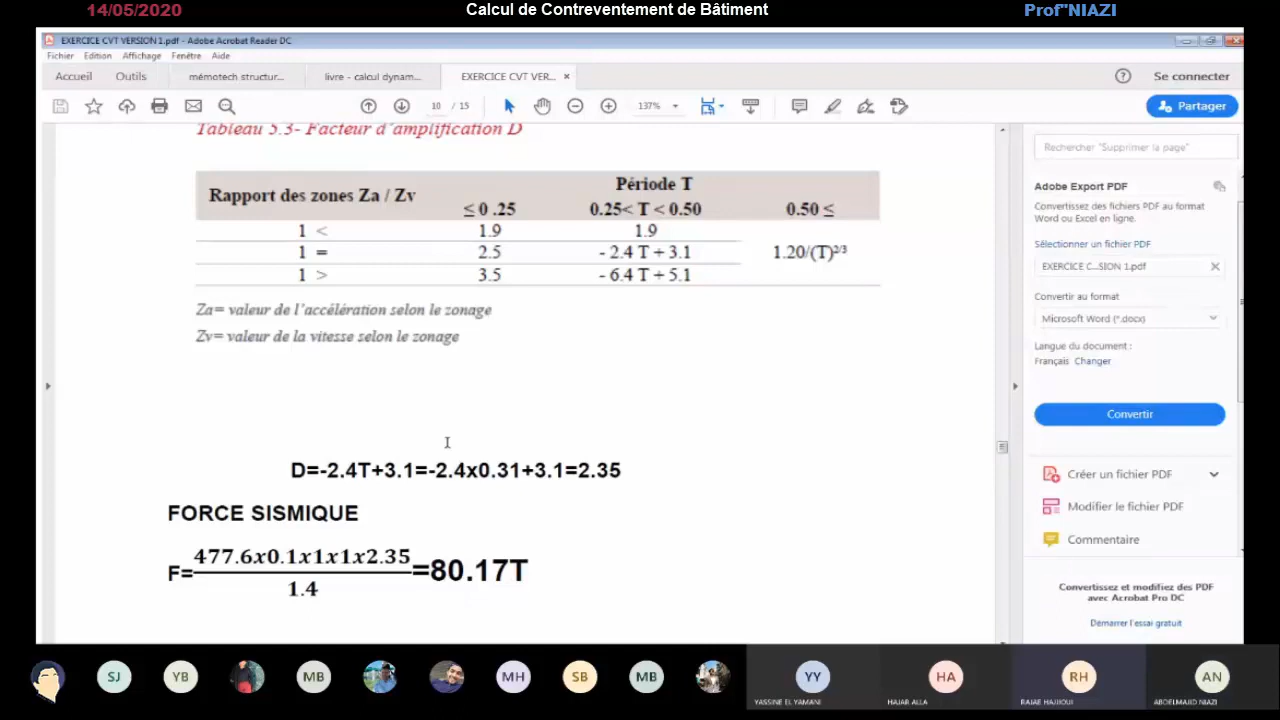 14/05/2020
Calcul de Contreventement de Bâtiment
Prof"NIAZI
EXERCICE CVT VERSION 1.pdf - Adobe Acrobat Reader DC
Fichier Edition Affichage Fenêtre Aide
Accueil Outils mémotech structur... livre - calcul dynam... EXERCICE CVT VER... × Se connecter
10 / 15 137% Partager
Tableau 5.3- Facteur d'amplification D
Rapport des zones Za / Zv Période T
≤ 0 .25 0.25< T < 0.50 0.50 ≤
1 < 1.9 1.9
1 = 2.5 - 2.4 T + 3.1 1.20/(T)²ᐟ³
1 > 3.5 - 6.4 T + 5.1
Za= valeur de l'accélération selon le zonage
Zv= valeur de la vitesse selon le zonage
D=-2.4T+3.1=-2.4x0.31+3.1=2.35
FORCE SISMIQUE
477.6x0.1x1x1x2.35
F= =80.17T
1.4
Rechercher "Supprimer la page"
Adobe Export PDF
Convertissez des fichiers PDF au format
Word ou Excel en ligne.
Sélectionner un fichier PDF
EXERCICE C...SION 1.pdf
Convertir au format
Microsoft Word (*.docx)
Langue du document :
Français Changer
Convertir
Créer un fichier PDF
Modifier le fichier PDF
Commentaire
Convertissez et modifiez des PDF
avec Acrobat Pro DC
Démarrer l'essai gratuit
SJ YB MB MH SB MB YY HA RH AN
YASSINE EL YAMANI HAJAR ALLA RAJAE HAJJIOUI ABDELMAJID NIAZI